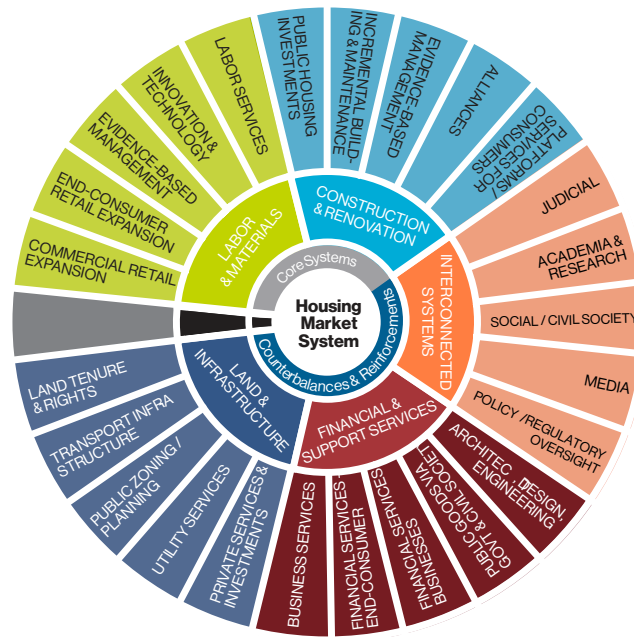 Housing
Market
System
Core Systems
Counterbalances & Reinforcements
LABOR
& MATERIALS
CONSTRUCTION
& RENOVATION
INTERCONNECTED
SYSTEMS
FINANCIAL &
SUPPORT SERVICES
LAND &
INFRASTRUCTURE
COMMERCIAL RETAIL
EXPANSION
END-CONSUMER
RETAIL EXPANSION
EVIDENCE-BASED
MANAGEMENT
INNOVATION &
TECHNOLOGY
LABOR SERVICES
PUBLIC HOUSING
INVESTMENTS
INCREMENTAL BUILD-
ING & MAINTENANCE
EVIDENCE-BASED
MANAGEMENT
ALLIANCES
PLATFORMS /
SERVICES FOR
CONSUMERS
JUDICIAL
ACADEMIA &
RESEARCH
SOCIAL / CIVIL SOCIETY
MEDIA
POLICY / REGULATORY
OVERSIGHT
ARCHITEC , DESIGN,
ENGINEERING
PUBLIC GOODS VIA
GOVT & CIVIL SOCIETY
FINANCIAL SERVICES
BUSINESSES
FINANCIAL SERVICES
END-CONSUMER
BUSINESS SERVICES
PRIVATE SERVICES &
INVESTMENTS
UTILITY SERVICES
PUBLIC ZONING /
PLANNING
TRANSPORT INFRA
STRUCTURE
LAND TENURE
& RIGHTS